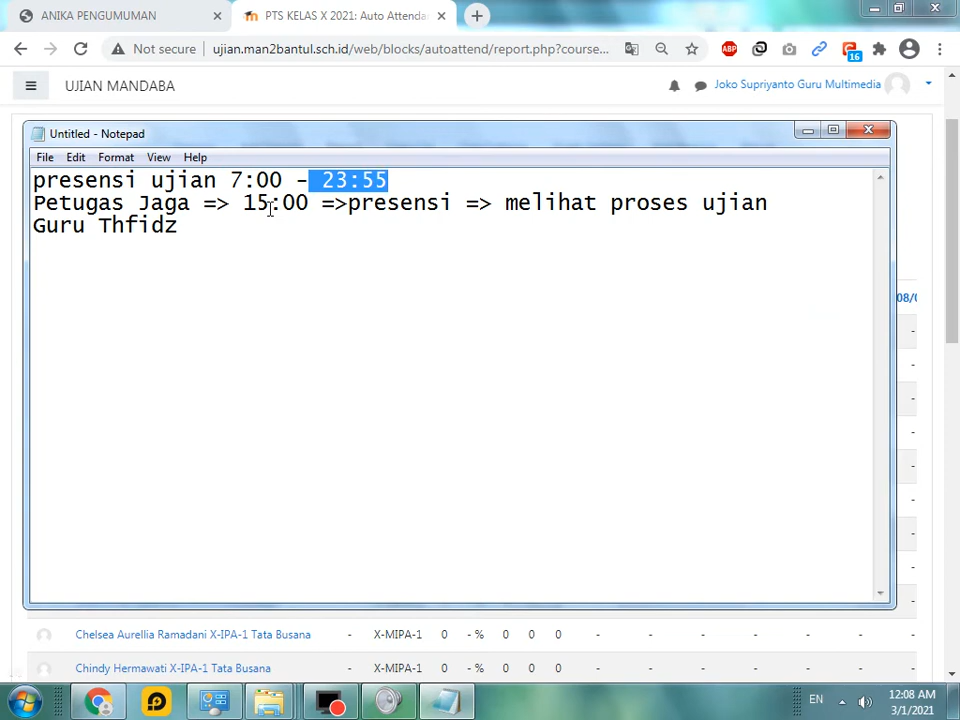 ANIKA PENGUMUMAN
PTS KELAS X 2021: Auto Attenda
Not secure
ujian.man2bantul.sch.id/web/blocks/autoattend/report.php?course...
ABP
16
UJIAN MANDABA
Joko Supriyanto Guru Multimedia
Untitled - Notepad
File Edit Format View Help
presensi ujian 7:00 - 23:55
Petugas Jaga => 15:00 =>presensi => melihat proses ujian
Guru Thfidz
08/0
-
-
-
-
-
-
-
-
-
Chelsea Aurellia Ramadani X-IPA-1 Tata Busana - X-MIPA-1 0 - % 0 0 0 - - - - - -
Chindy Hermawati X-IPA-1 Tata Busana - X-MIPA-1 0 - % 0 0 0 - - - - - -
EN
12:08 AM
3/1/2021